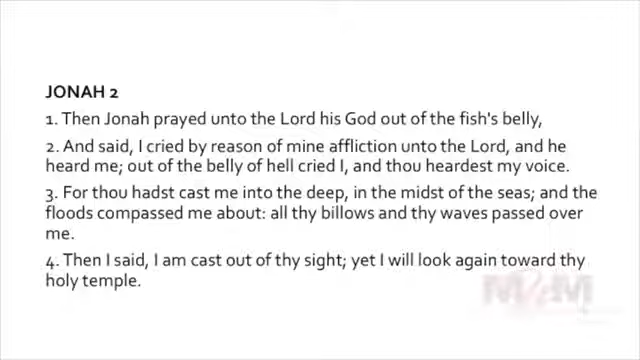 JONAH 2
1. Then Jonah prayed unto the Lord his God out of the fish's belly,
2. And said, I cried by reason of mine affliction unto the Lord, and he
heard me; out of the belly of hell cried I, and thou heardest my voice.
3. For thou hadst cast me into the deep, in the midst of the seas; and the
floods compassed me about: all thy billows and thy waves passed over
me.
4. Then I said, I am cast out of thy sight; yet I will look again toward thy
holy temple.